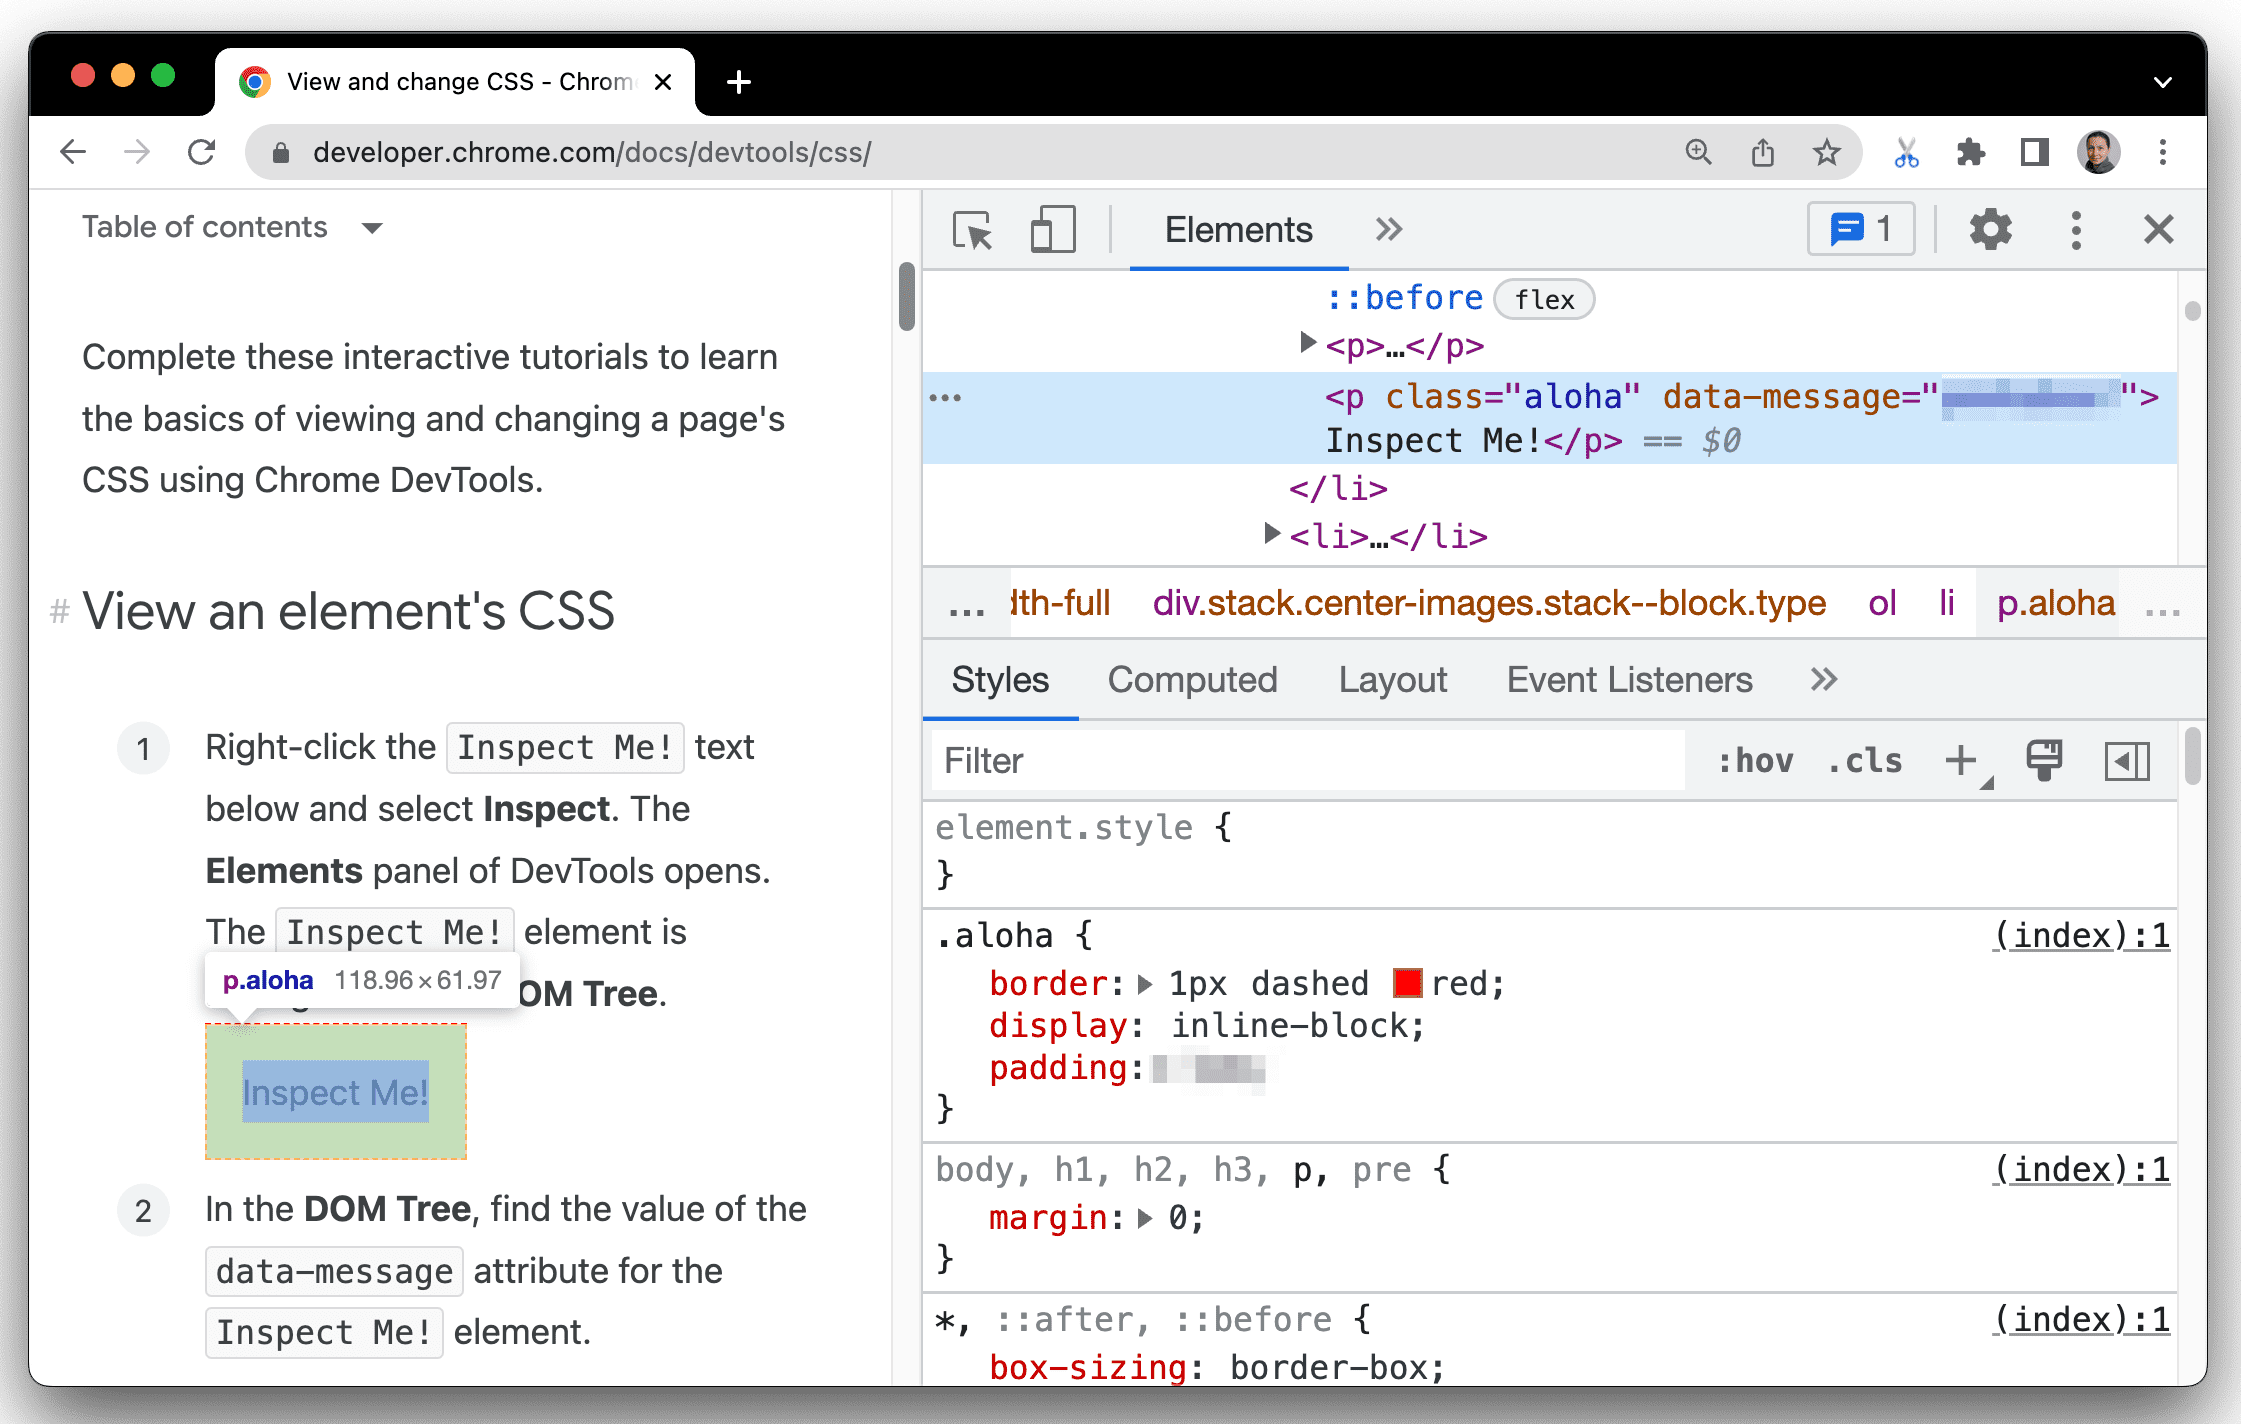 View and change CSS - Chrom
developer.chrome.com/docs/devtools/css/
Table of contents
Complete these interactive tutorials to learn
the basics of viewing and changing a page's
CSS using Chrome DevTools.
# View an element's CSS
1 Right-click the Inspect Me! text
below and select Inspect. The
Elements panel of DevTools opens.
The Inspect Me! element is
OM Tree.
p.aloha 118.96×61.97
Inspect Me!
2 In the DOM Tree, find the value of the
data-message attribute for the
Inspect Me! element.
Elements » 1
::before flex
<p>…</p>
<p class="aloha" data-message="">
Inspect Me!</p> == $0
</li>
<li>…</li>
... dth-full div.stack.center-images.stack--block.type ol li p.aloha ...
Styles Computed Layout Event Listeners »
Filter :hov .cls +
element.style {
}
.aloha { (index):1
border: 1px dashed red;
display: inline-block;
padding:
}
body, h1, h2, h3, p, pre { (index):1
margin: 0;
}
*, ::after, ::before { (index):1
box-sizing: border-box;